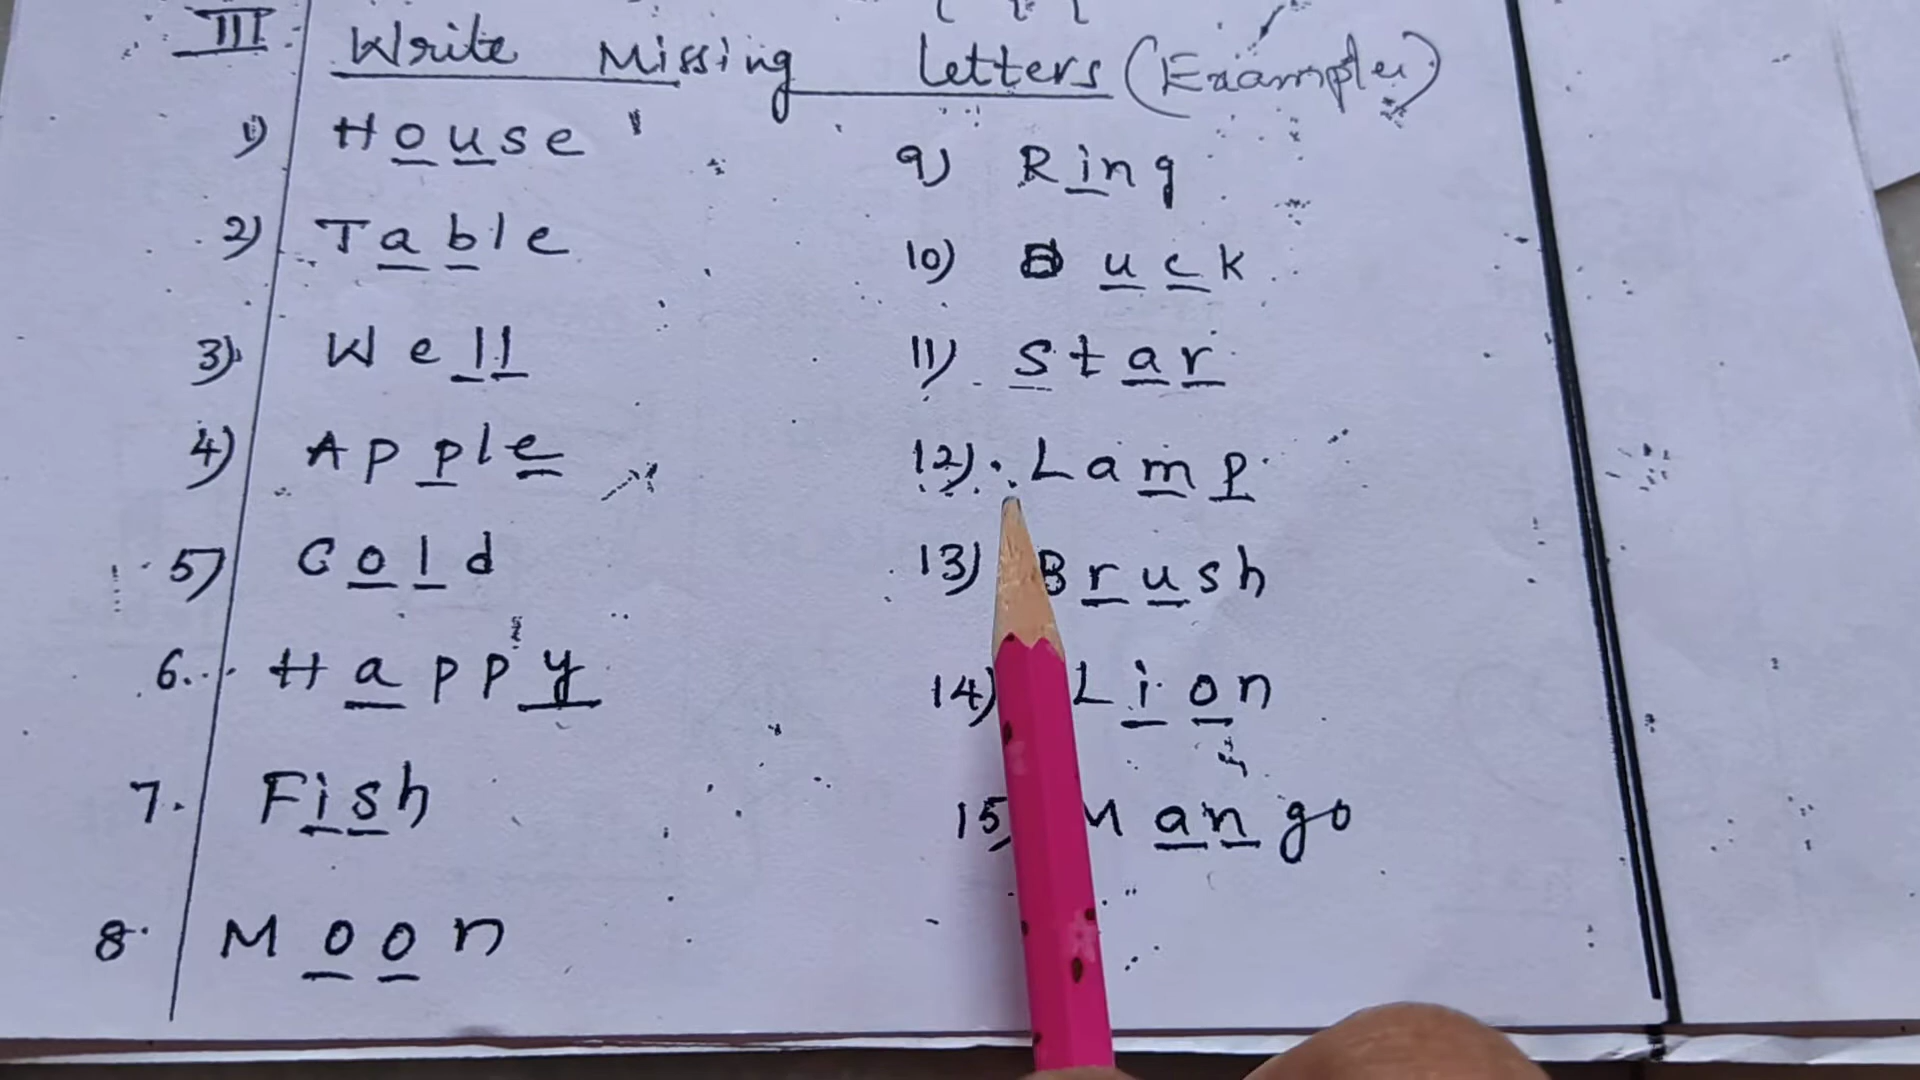 III Write Missing letters (Examples)
1) House
2) Table
3) Well
4) Apple
5) Cold
6. Happy
7. Fish
8. Moon
9) Ring
10) Duck
11) Star
12) Lamp
13) Brush
14) Lion
15) Mango